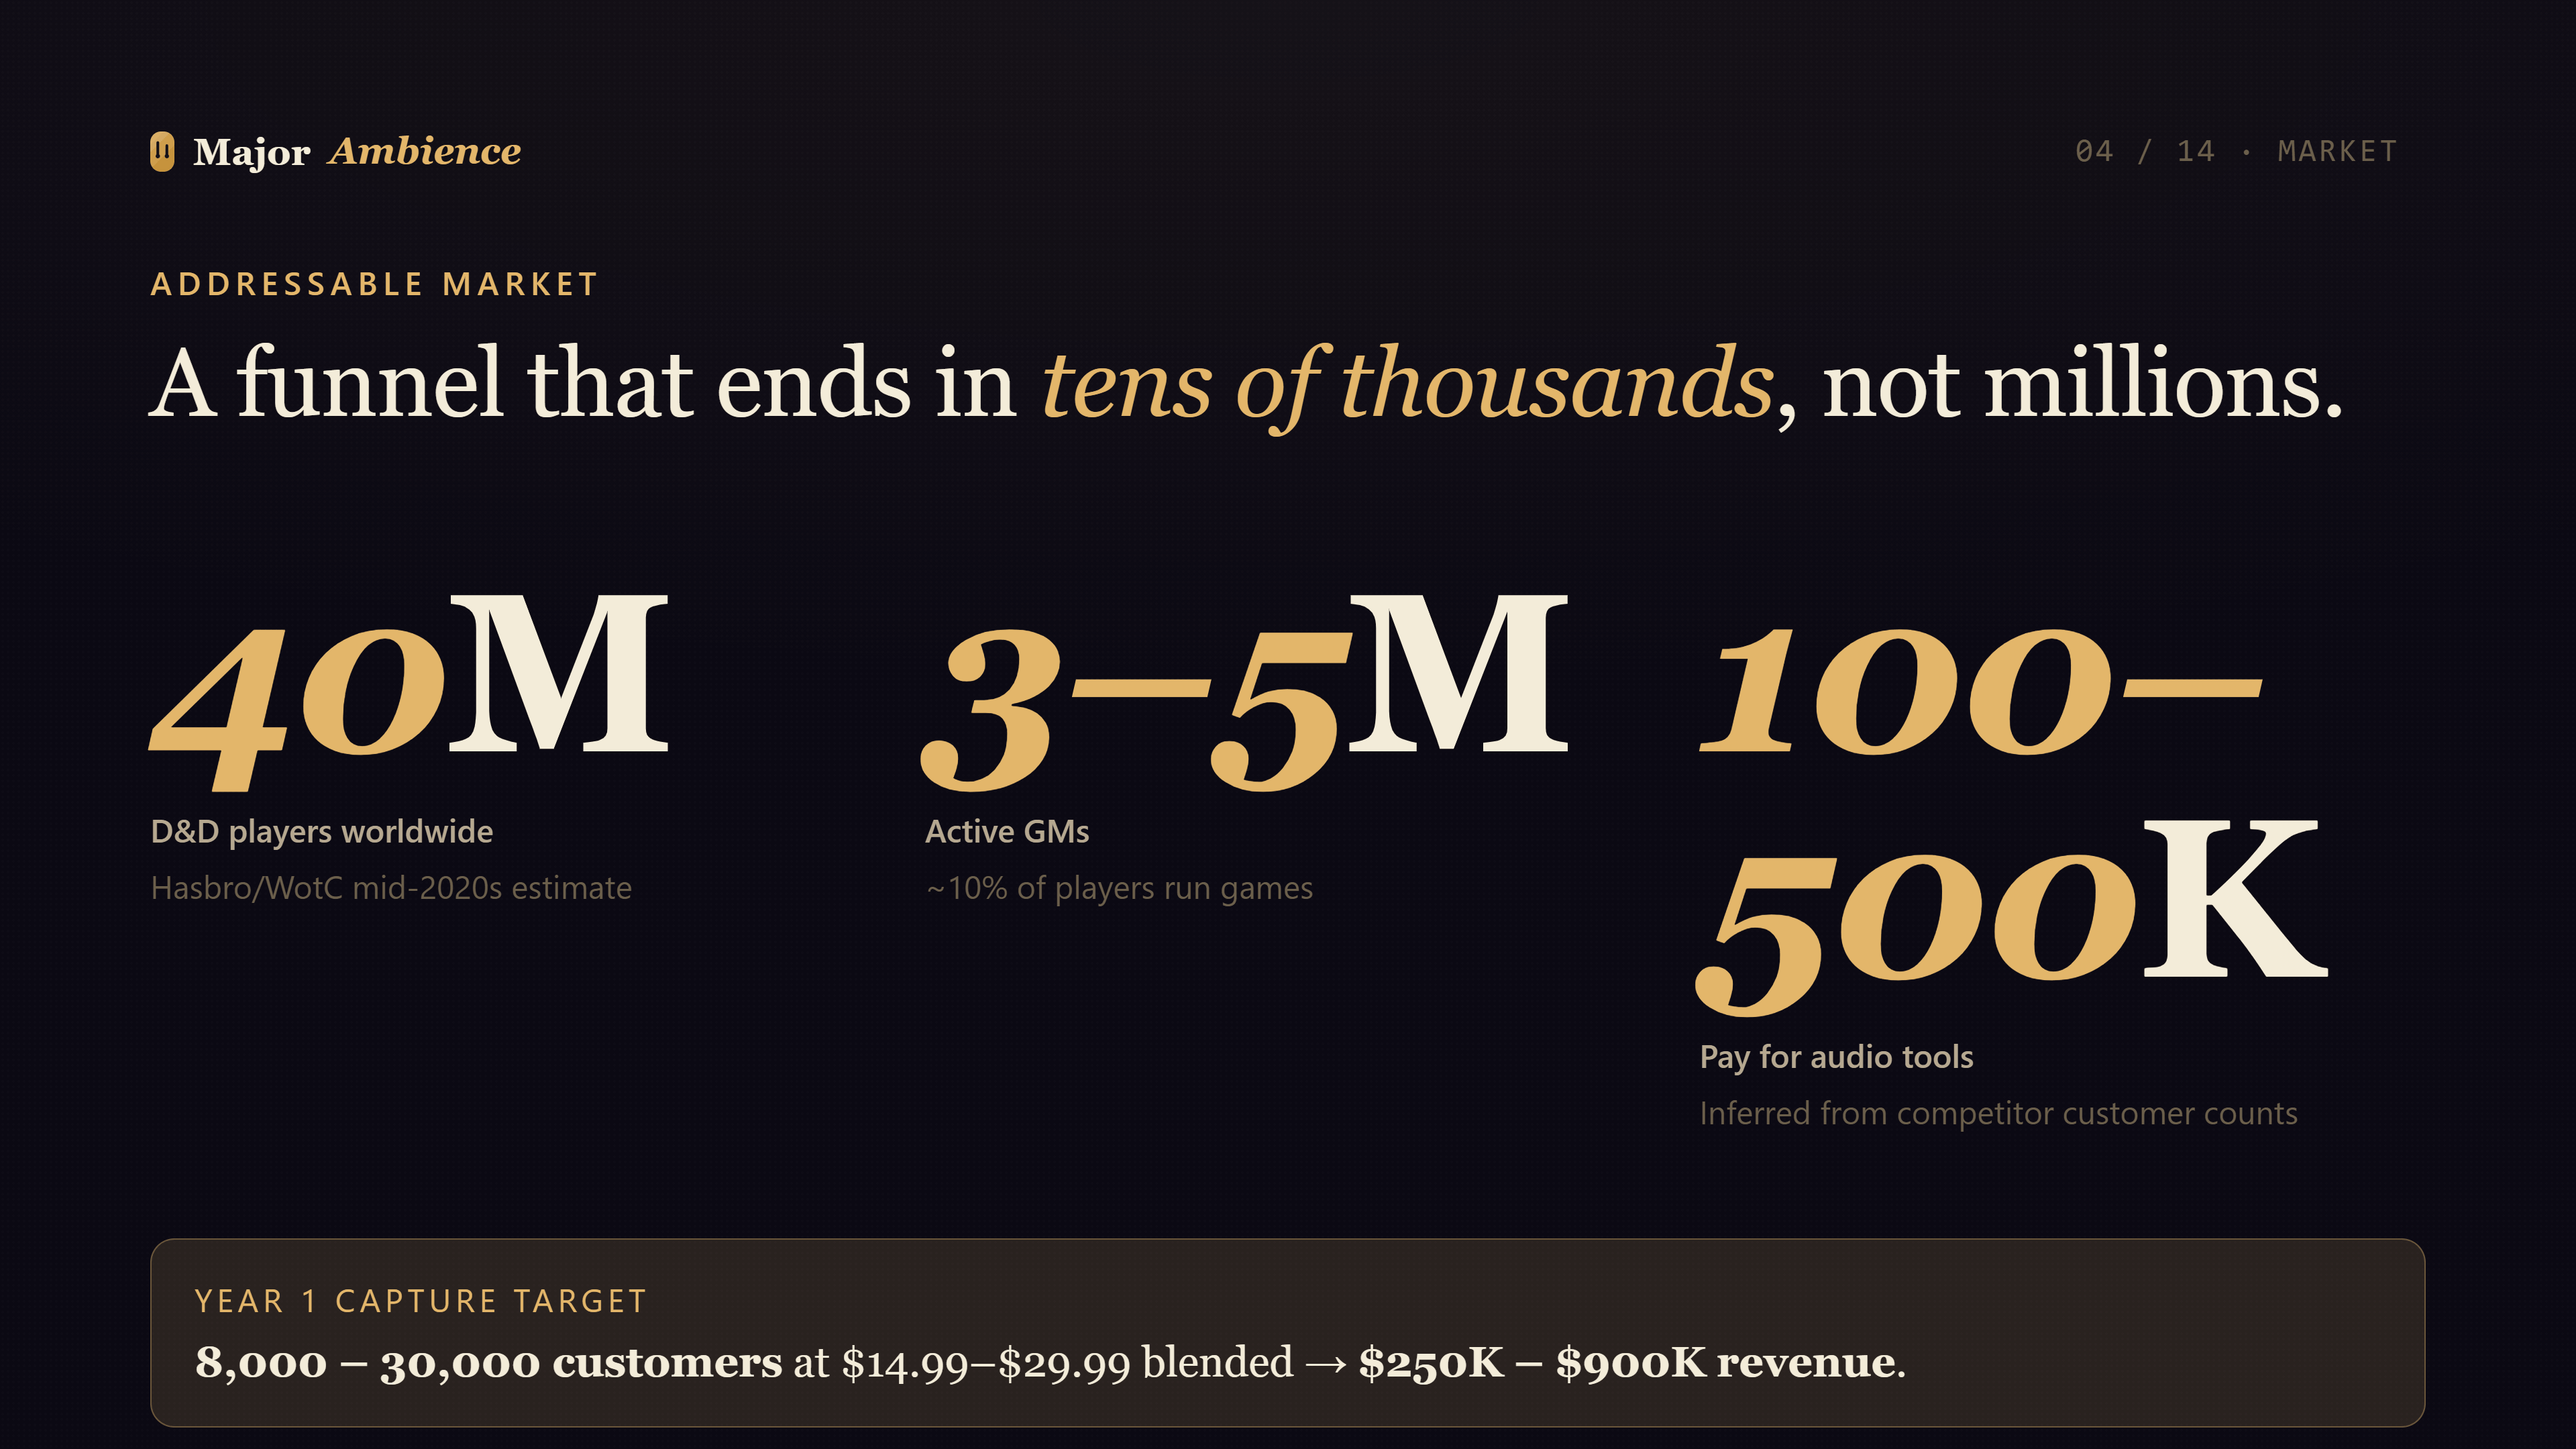 Major Ambience
04 / 14 · MARKET
ADDRESSABLE MARKET
A funnel that ends in tens of thousands, not millions.
40M
D&D players worldwide
Hasbro/WotC mid-2020s estimate
3–5M
Active GMs
~10% of players run games
100–
500K
Pay for audio tools
Inferred from competitor customer counts
YEAR 1 CAPTURE TARGET
8,000 – 30,000 customers at $14.99–$29.99 blended → $250K – $900K revenue.